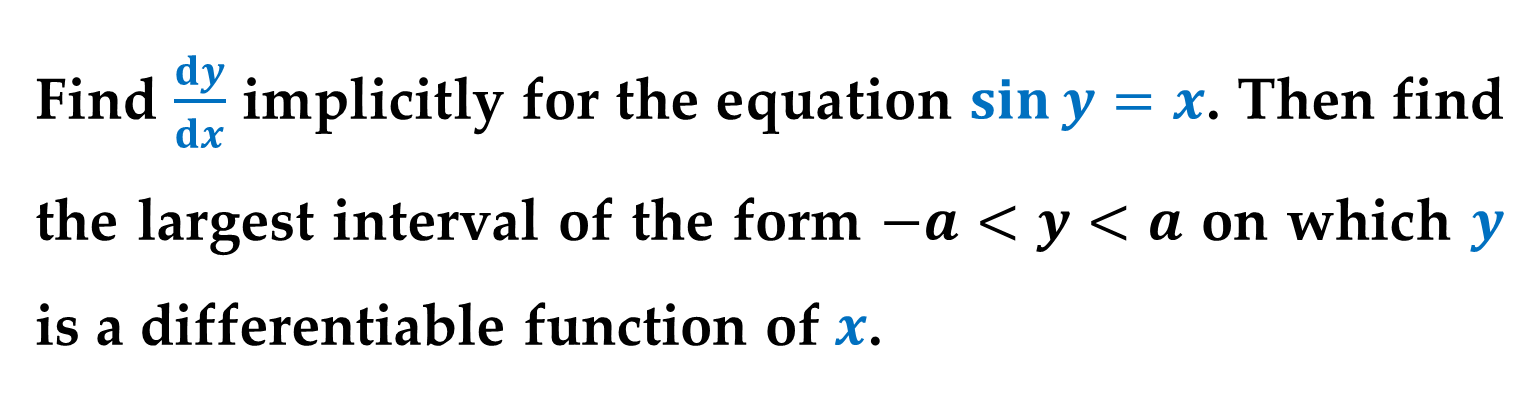 Find dy/dx implicitly for the equation sin y = x. Then find
the largest interval of the form −a < y < a on which y
is a differentiable function of x.